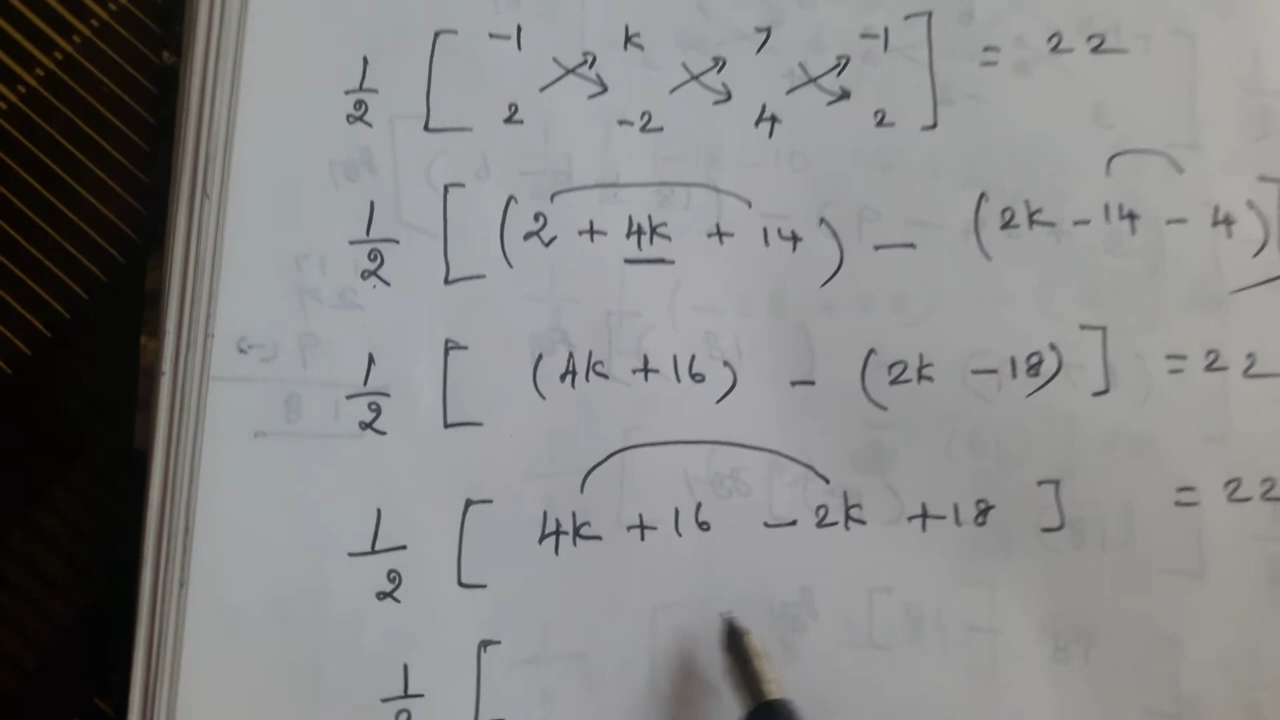 1/2 [ -1 k 7 -1 ] = 22
2 -2 4 2
1/2 [ (2 + 4k + 14) - (2k - 14 - 4) ]
1/2 [ (4k + 16) - (2k - 18) ] = 22
1/2 [ 4k + 16 - 2k + 18 ] = 22
1/2 [